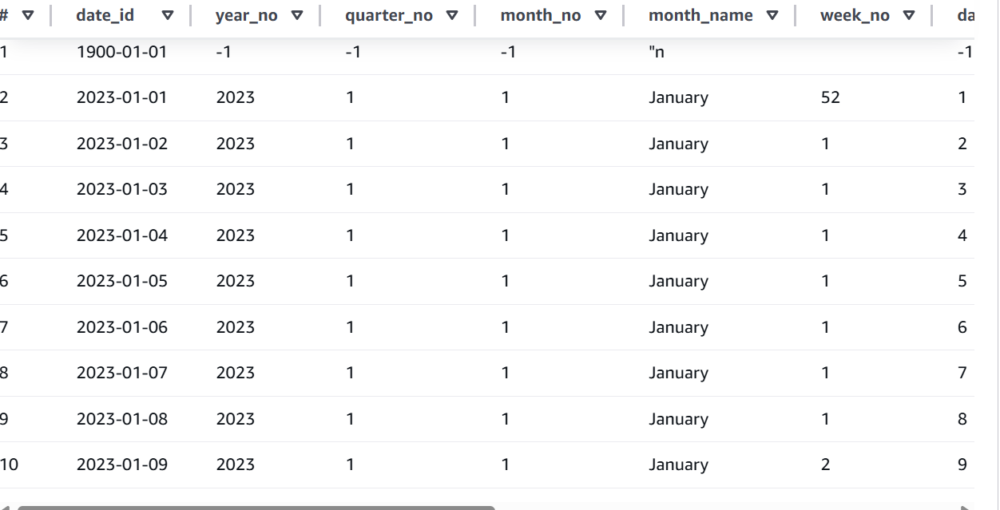 # date_id year_no quarter_no month_no month_name week_no da
1 1900-01-01 -1 -1 -1 "n -1
2 2023-01-01 2023 1 1 January 52 1
3 2023-01-02 2023 1 1 January 1 2
4 2023-01-03 2023 1 1 January 1 3
5 2023-01-04 2023 1 1 January 1 4
6 2023-01-05 2023 1 1 January 1 5
7 2023-01-06 2023 1 1 January 1 6
8 2023-01-07 2023 1 1 January 1 7
9 2023-01-08 2023 1 1 January 1 8
10 2023-01-09 2023 1 1 January 2 9